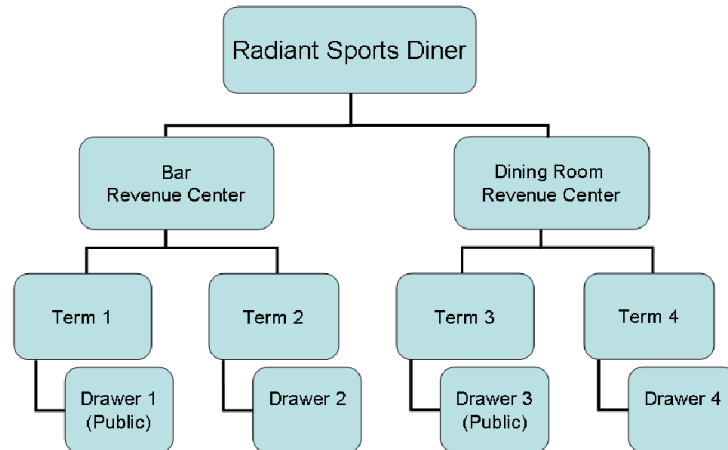 Radiant Sports Diner
Bar
Revenue Center
Dining Room
Revenue Center
Term 1
Term 2
Term 3
Term 4
Drawer 1
(Public)
Drawer 2
Drawer 3
(Public)
Drawer 4